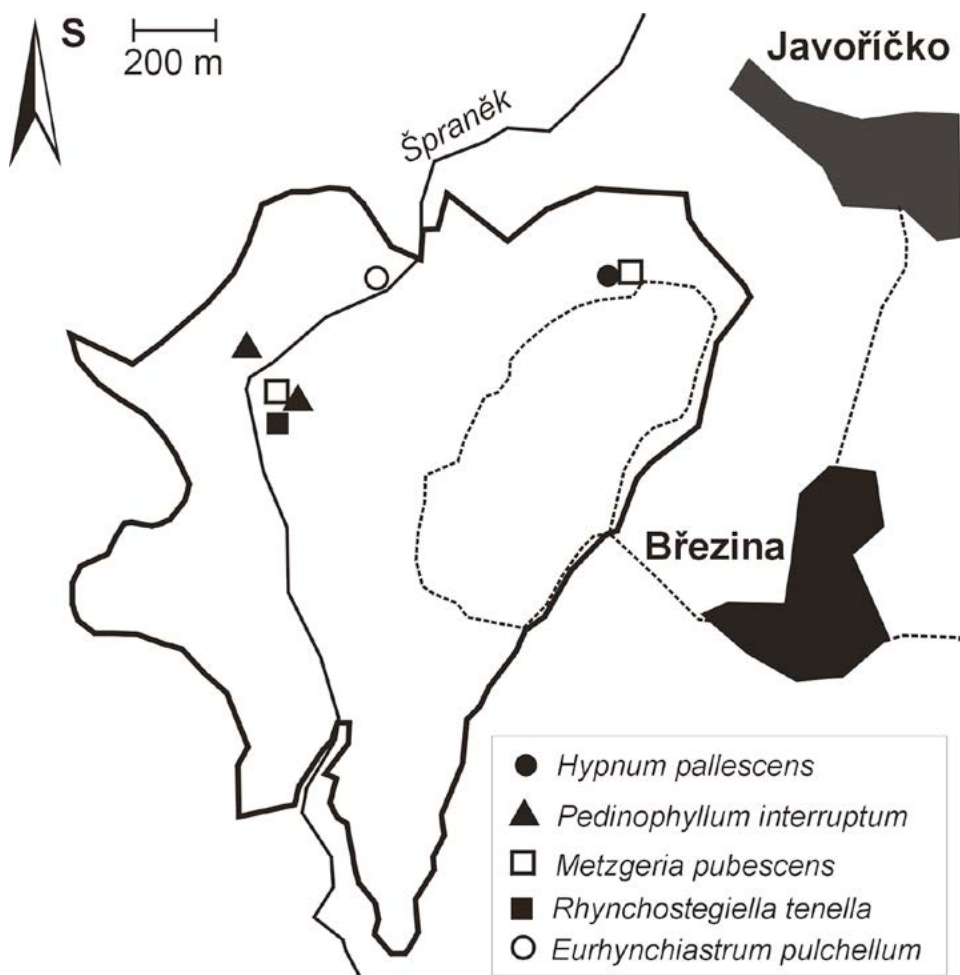 S
200 m
Javoříčko
Špraněk
Březina
Hypnum pallescens
Pedinophyllum interruptum
Metzgeria pubescens
Rhynchostegiella tenella
Eurhynchiastrum pulchellum